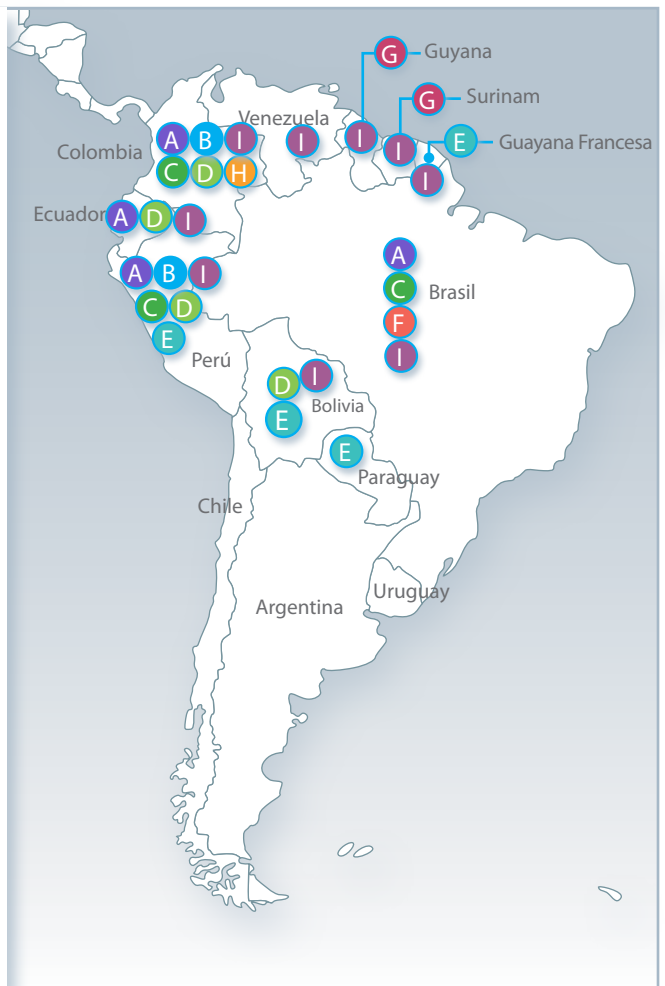 G Guyana
G Surinam
Venezuela
A B I
I
I
I
E Guayana Francesa
Colombia
C D H
I
Ecuador A D I
A
A B I
C
Brasil
C D
F
E
I
Perú
D I
Bolivia
E
E
Paraguay
Chile
Uruguay
Argentina